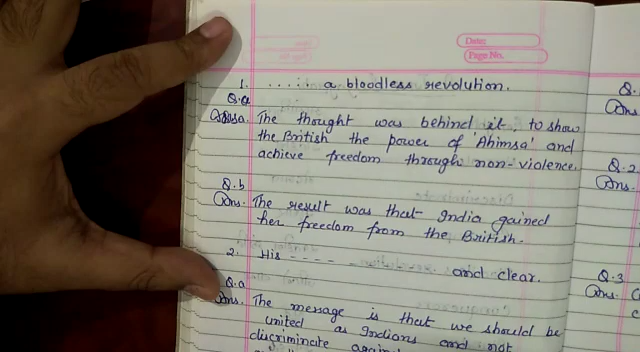 Date:
Page No.
1. ..... a bloodless revolution.
Q.a
Ans. The thought was behind it, to show
the British the power of 'Ahimsa' and
achieve freedom through non-violence.
Q.b
Ans. The result was that India gained
her freedom from the British.
2. His ---- - and clear.
Q.a
Ans. The message is that we should be
united as Indians and not
discriminate
Q.
Ans.
Q.2
Ans.
Q.3
Ans.